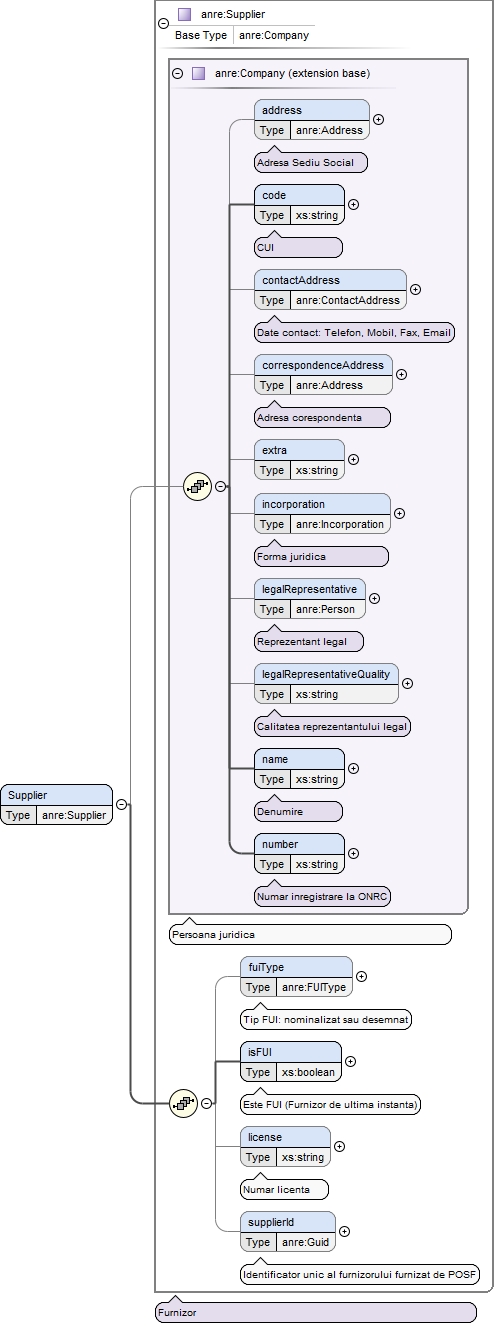 anre:Supplier
Base Type anre:Company
anre:Company (extension base)
address
Type anre:Address
Adresa Sediu Social
code
Type xs:string
CUI
contactAddress
Type anre:ContactAddress
Date contact: Telefon, Mobil, Fax, Email
correspondenceAddress
Type anre:Address
Adresa corespondenta
extra
Type xs:string
incorporation
Type anre:Incorporation
Forma juridica
legalRepresentative
Type anre:Person
Reprezentant legal
legalRepresentativeQuality
Type xs:string
Calitatea reprezentantului legal
name
Type xs:string
Denumire
Supplier
Type anre:Supplier
number
Type xs:string
Numar inregistrare la ONRC
Persoana juridica
fuiType
Type anre:FUIType
Tip FUI: nominalizat sau desemnat
isFUI
Type xs:boolean
Este FUI (Furnizor de ultima instanta)
license
Type xs:string
Numar licenta
supplierId
Type anre:Guid
Identificator unic al furnizorului furnizat de POSF
Furnizor